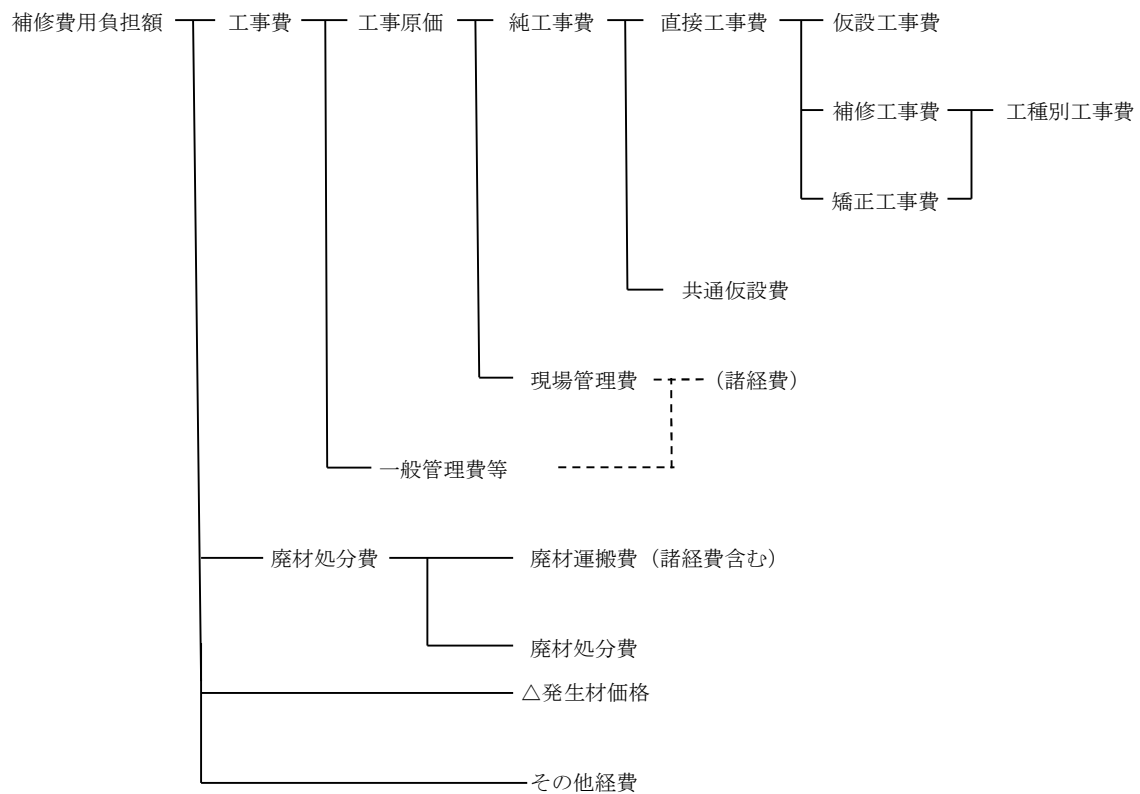 補修費用負担額 工事費 工事原価 純工事費 直接工事費 仮設工事費
補修工事費 工種別工事費
矯正工事費
共通仮設費
現場管理費 (諸経費)
一般管理費等
廃材処分費 廃材運搬費(諸経費含む)
廃材処分費
△発生材価格
その他経費